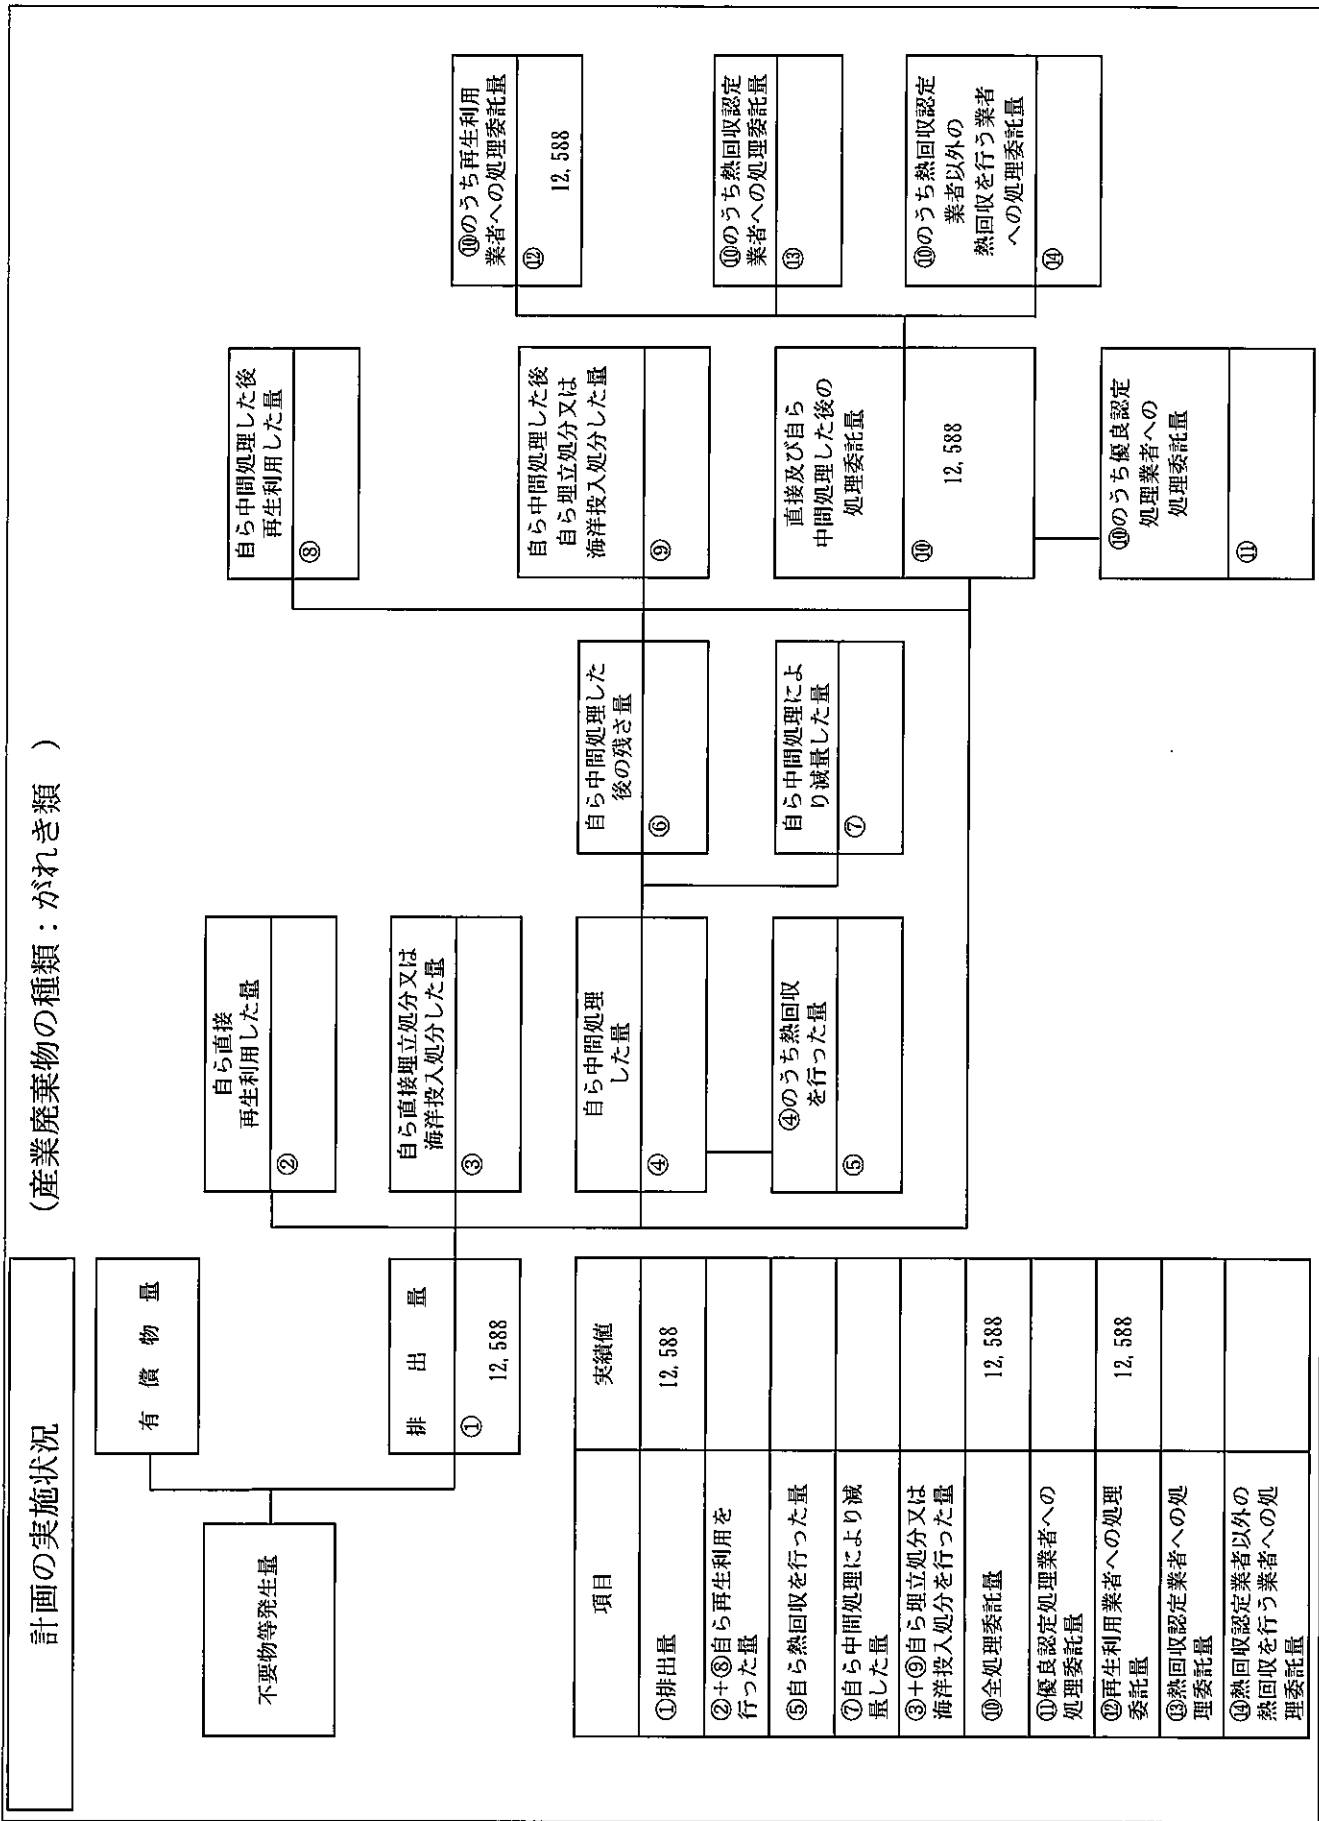 計画の実施状況
（産業廃棄物の種類：がれき類　）
不要物等発生量
有　償　物　量
排　出　量
①
12,588
自ら直接
再生利用した量
②
自ら直接埋立処分又は
海洋投入処分した量
③
自ら中間処理
した量
④
④のうち熱回収
を行った量
⑤
自ら中間処理した
後の残さ量
⑥
自ら中間処理によ
り減量した量
⑦
自ら中間処理した後
再生利用した量
⑧
自ら中間処理した後
自ら埋立処分又は
海洋投入処分した量
⑨
直接及び自ら
中間処理した後の
処理委託量
⑩
12,588
⑩のうち優良認定
処理業者への
処理委託量
⑪
⑩のうち再生利用
業者への処理委託量
⑫
12,588
⑩のうち熱回収認定
業者への処理委託量
⑬
⑩のうち熱回収認定
業者以外の
熱回収を行う業者
への処理委託量
⑭
項目　実績値
①排出量　12,588
②+⑧自ら再生利用を
行った量
⑤自ら熱回収を行った量
⑦自ら中間処理により減
量した量
③+⑨自ら埋立処分又は
海洋投入処分を行った量
⑩全処理委託量　12,588
⑪優良認定処理業者への
処理委託量
⑫再生利用業者への処理
委託量　12,588
⑬熱回収認定業者への処
理委託量
⑭熱回収認定業者以外の
熱回収を行う業者への処
理委託量